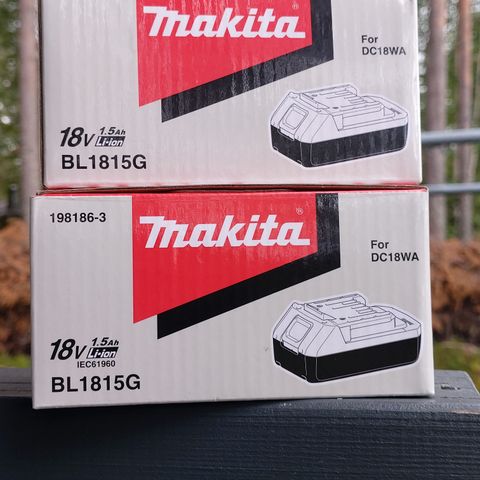 makita®
For
DC18WA
18V 1.5Ah
Li-ion
BL1815G
198186-3
makita®
For
DC18WA
18V 1.5Ah
Li-ion
IEC61960
BL1815G